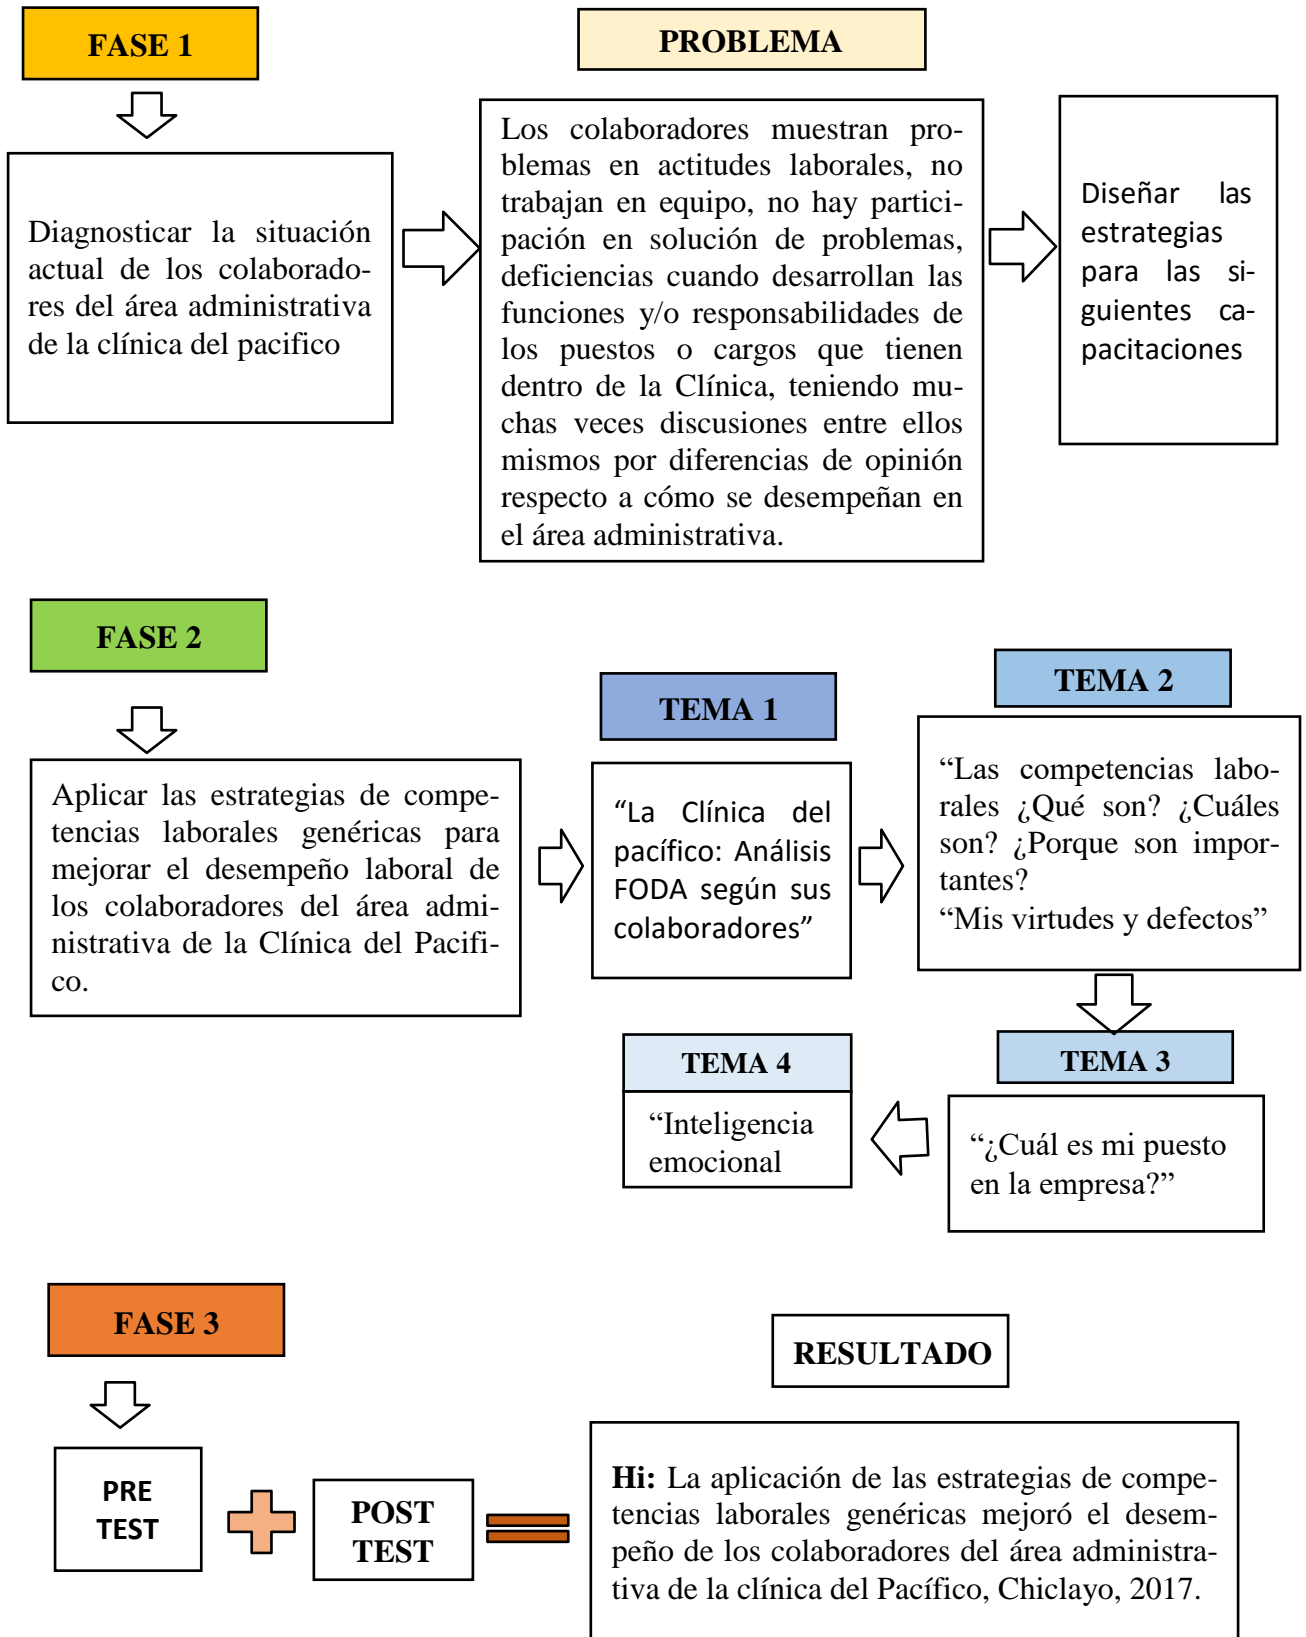 FASE 1
Diagnosticar la situación
actual de los colaborado-
res del área administrativa
de la clínica del pacifico
PROBLEMA
Los colaboradores muestran pro-
blemas en actitudes laborales, no
trabajan en equipo, no hay partici-
pación en solución de problemas,
deficiencias cuando desarrollan las
funciones y/o responsabilidades de
los puestos o cargos que tienen
dentro de la Clínica, teniendo mu-
chas veces discusiones entre ellos
mismos por diferencias de opinión
respecto a cómo se desempeñan en
el área administrativa.
Diseñar las
estrategias
para las si-
guientes ca-
pacitaciones
FASE 2
Aplicar las estrategias de compe-
tencias laborales genéricas para
mejorar el desempeño laboral de
los colaboradores del área admi-
nistrativa de la Clínica del Pacifi-
co.
TEMA 1
“La Clínica del
pacífico: Análisis
FODA según sus
colaboradores”
TEMA 2
“Las competencias labo-
rales ¿Qué son? ¿Cuáles
son? ¿Porque son impor-
tantes?
“Mis virtudes y defectos”
TEMA 3
“¿Cuál es mi puesto
en la empresa?”
TEMA 4
“Inteligencia
emocional
FASE 3
PRE
TEST
POST
TEST
RESULTADO
Hi: La aplicación de las estrategias de compe-
tencias laborales genéricas mejoró el desem-
peño de los colaboradores del área administra-
tiva de la clínica del Pacífico, Chiclayo, 2017.